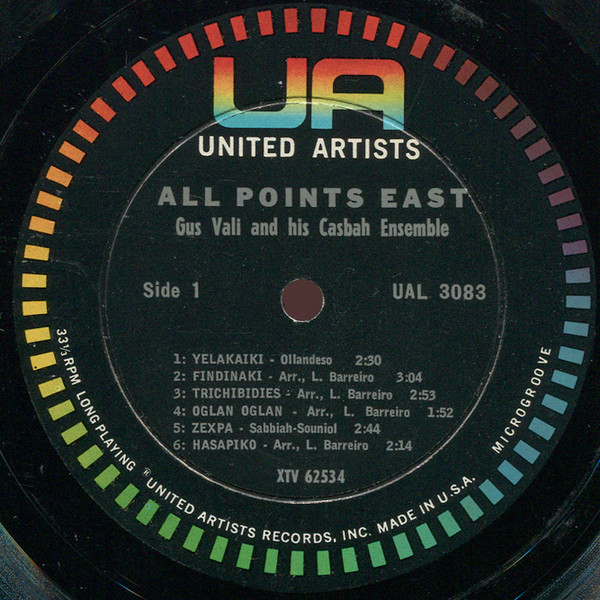 UA
UNITED ARTISTS
ALL POINTS EAST
Gus Vali and his Casbah Ensemble
Side 1
UAL 3083
1: YELAKAIKI - Ollandeso 2:30
2: FINDINAKI - Arr., L. Barreiro 3:04
3: TRICHIBIDIES - Arr., L. Barreiro 2:53
4: OGLAN OGLAN - Arr., L. Barreiro 1:52
5: ZEXPA - Sabbiah-Souniol 2:44
6: HASAPIKO - Arr., L. Barreiro 2:14
XTV 62534
33⅓ RPM LONG PLAYING ® UNITED ARTISTS RECORDS, INC. MADE IN U.S.A. MICROGROOVE